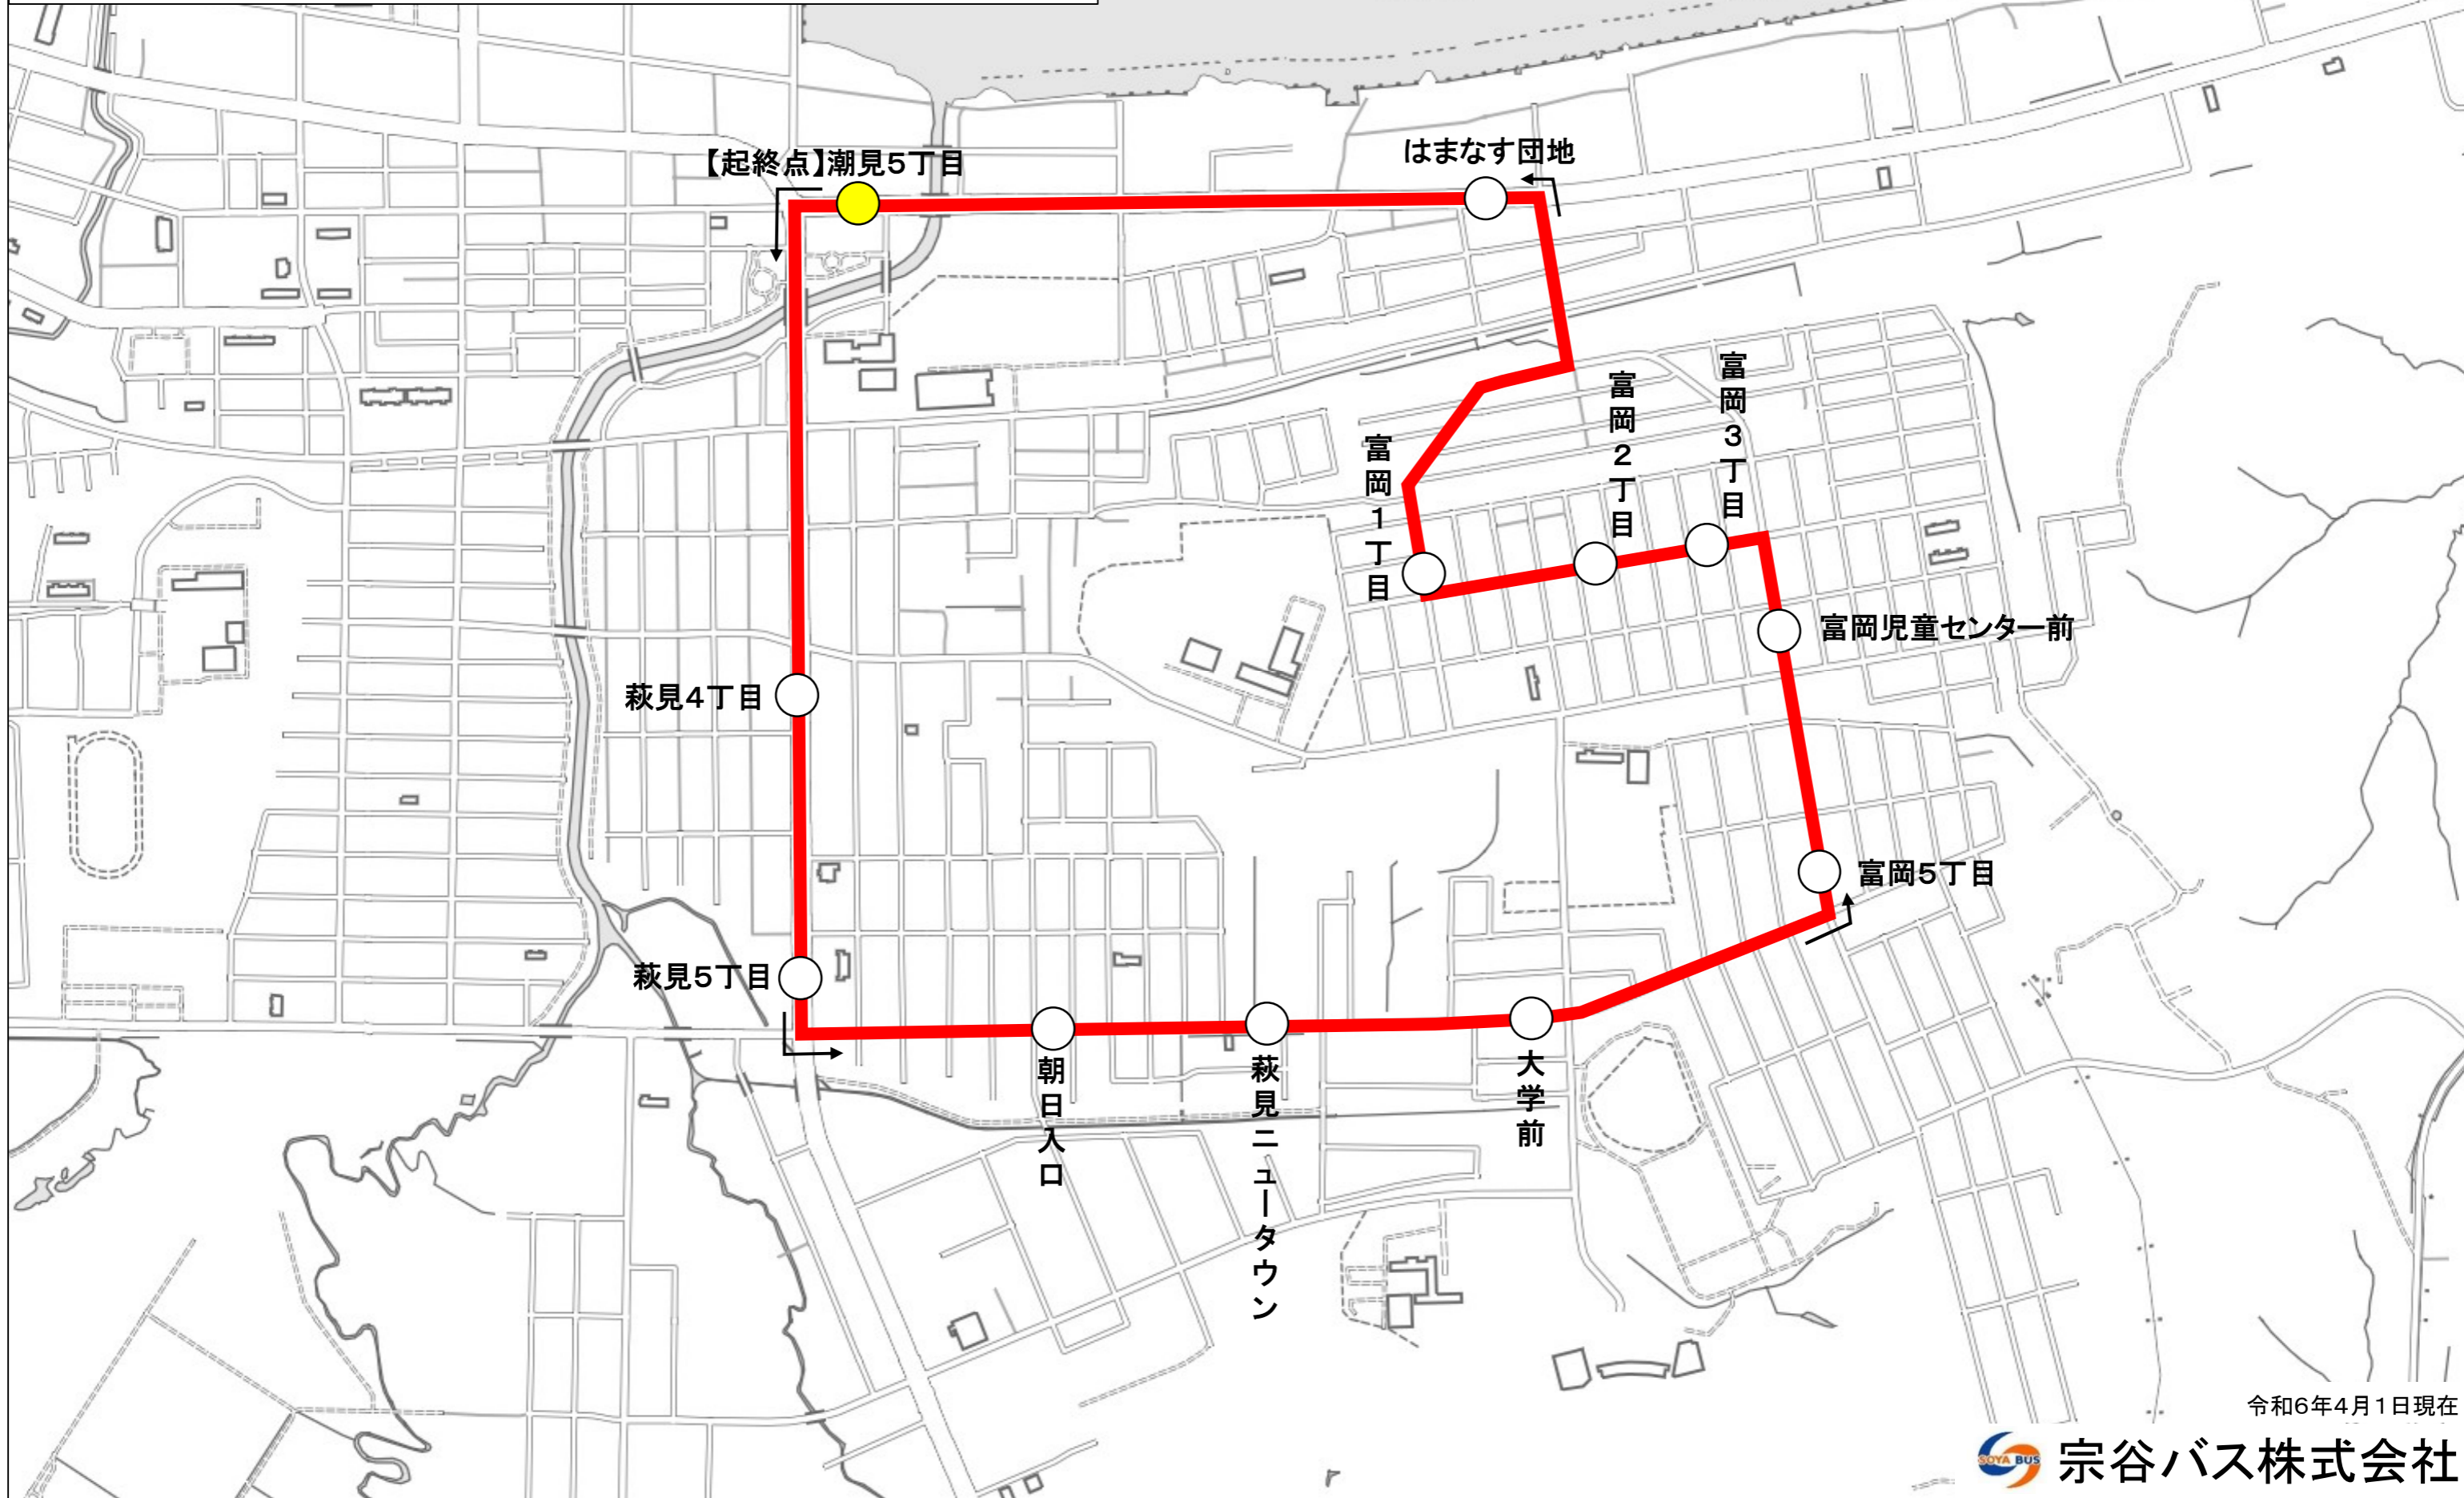 【起終点】潮見5丁目
はまなす団地
富岡3丁目
富岡2丁目
富岡1丁目
富岡児童センター前
萩見4丁目
富岡5丁目
萩見5丁目
朝日入口
萩見ニュータウン
大学前
令和6年4月1日現在
SOYA BUS
宗谷バス株式会社